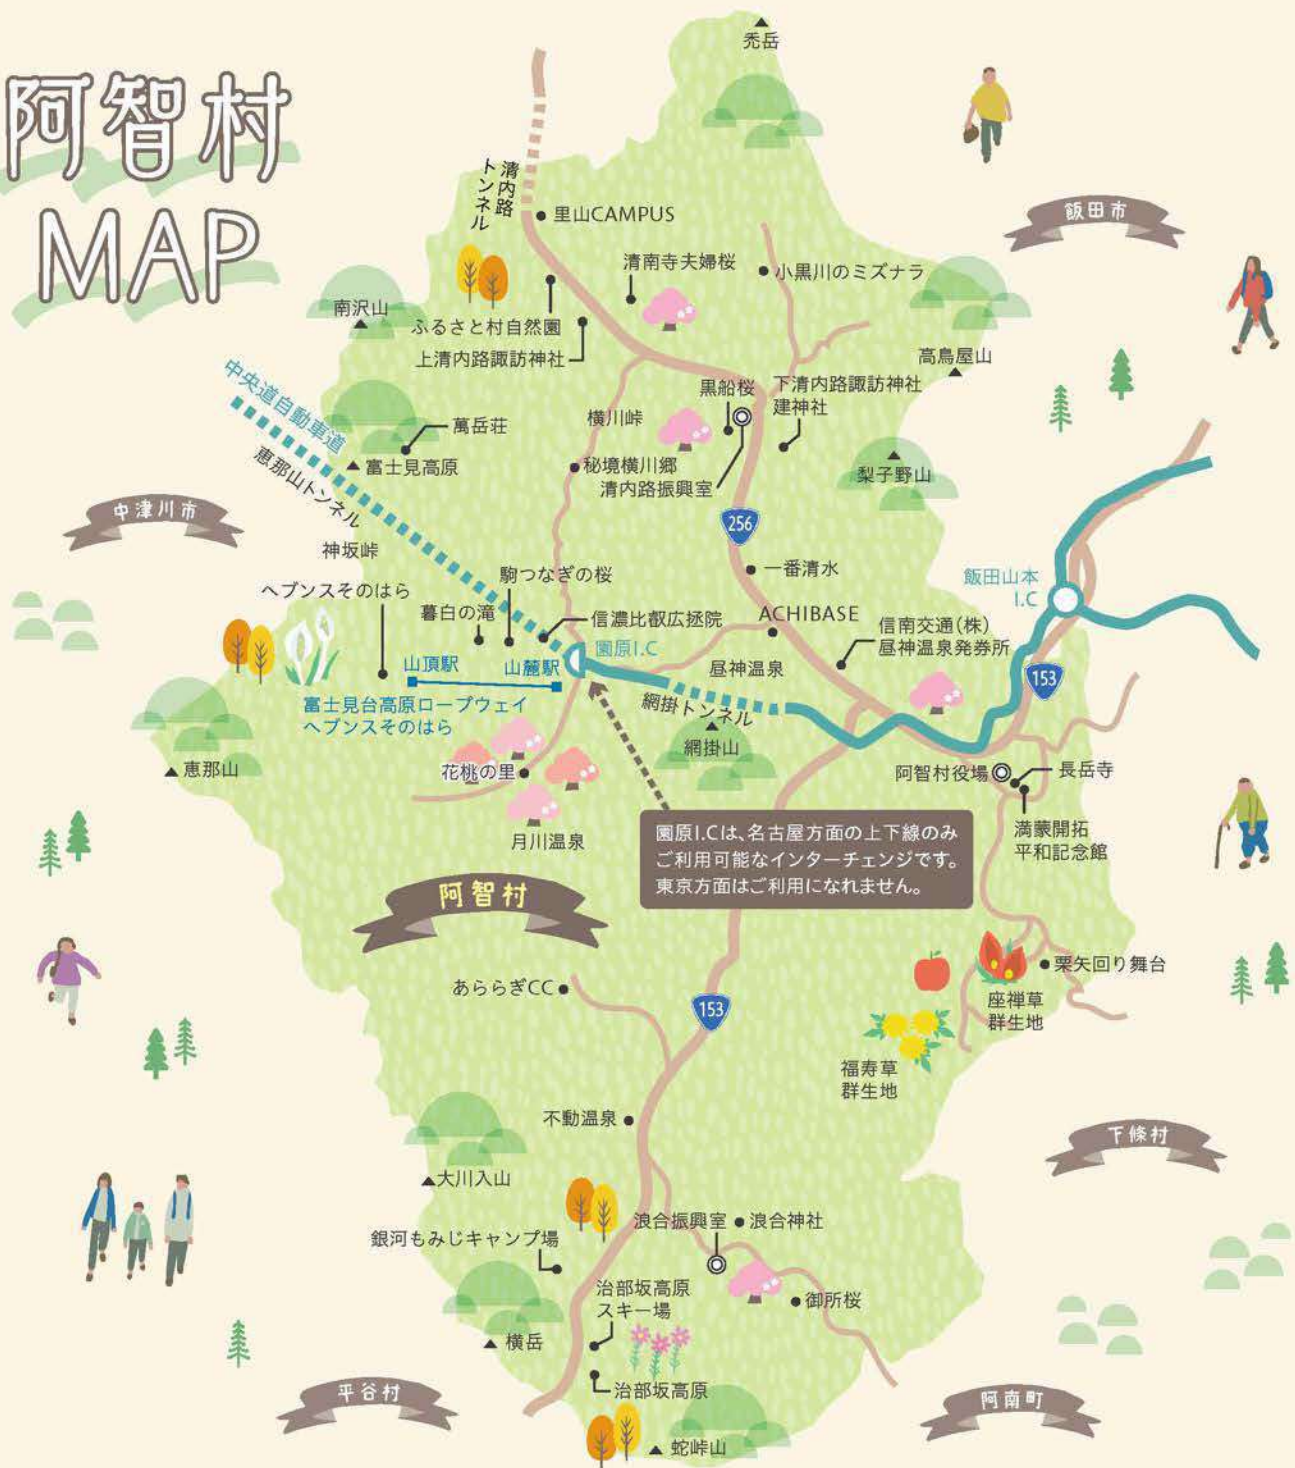 阿智村
MAP
禿岳
清内路
トンネル
里山CAMPUS
飯田市
清南寺夫婦桜
小黒川のミズナラ
南沢山
ふるさと村自然園
上清内路諏訪神社
高鳥屋山
中央道自動車道
黒船桜
下清内路諏訪神社
建神社
横川峠
萬岳荘
富士見高原
恵那山トンネル
秘境横川郷
清内路振興室
梨子野山
中津川市
256
神坂峠
一番清水
飯田山本
I.C
ヘブンスそのはら
駒つなぎの桜
暮白の滝
信濃比叡広拯院
ACHIBASE
信南交通(株)
昼神温泉発券所
園原I.C
山頂駅
山麓駅
昼神温泉
153
富士見台高原ロープウェイ
ヘブンスそのはら
網掛トンネル
網掛山
恵那山
花桃の里
阿智村役場
長岳寺
月川温泉
満蒙開拓
平和記念館
園原I.Cは、名古屋方面の上下線のみ
ご利用可能なインターチェンジです。
東京方面はご利用になれません。
阿智村
あららぎCC
153
栗矢回り舞台
座禅草
群生地
福寿草
群生地
不動温泉
下條村
大川入山
浪合振興室
浪合神社
銀河もみじキャンプ場
治部坂高原
スキー場
御所桜
横岳
治部坂高原
平谷村
阿南町
蛇峠山